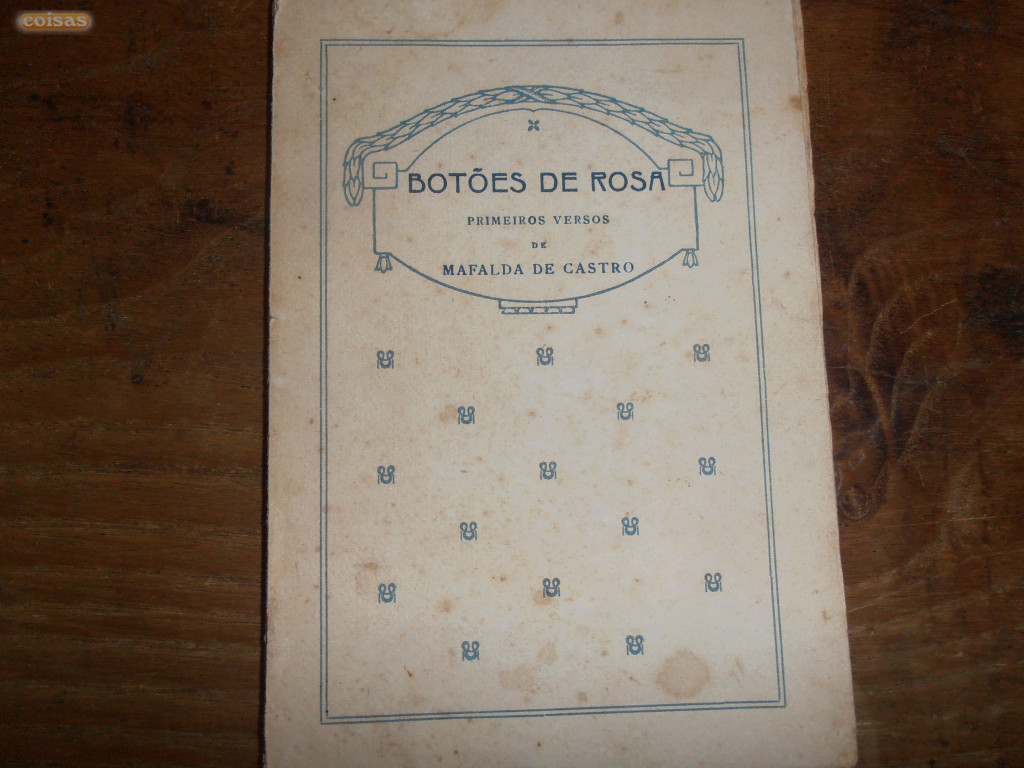 coisas
BOTÕES DE ROSA
PRIMEIROS VERSOS
DE
MAFALDA DE CASTRO